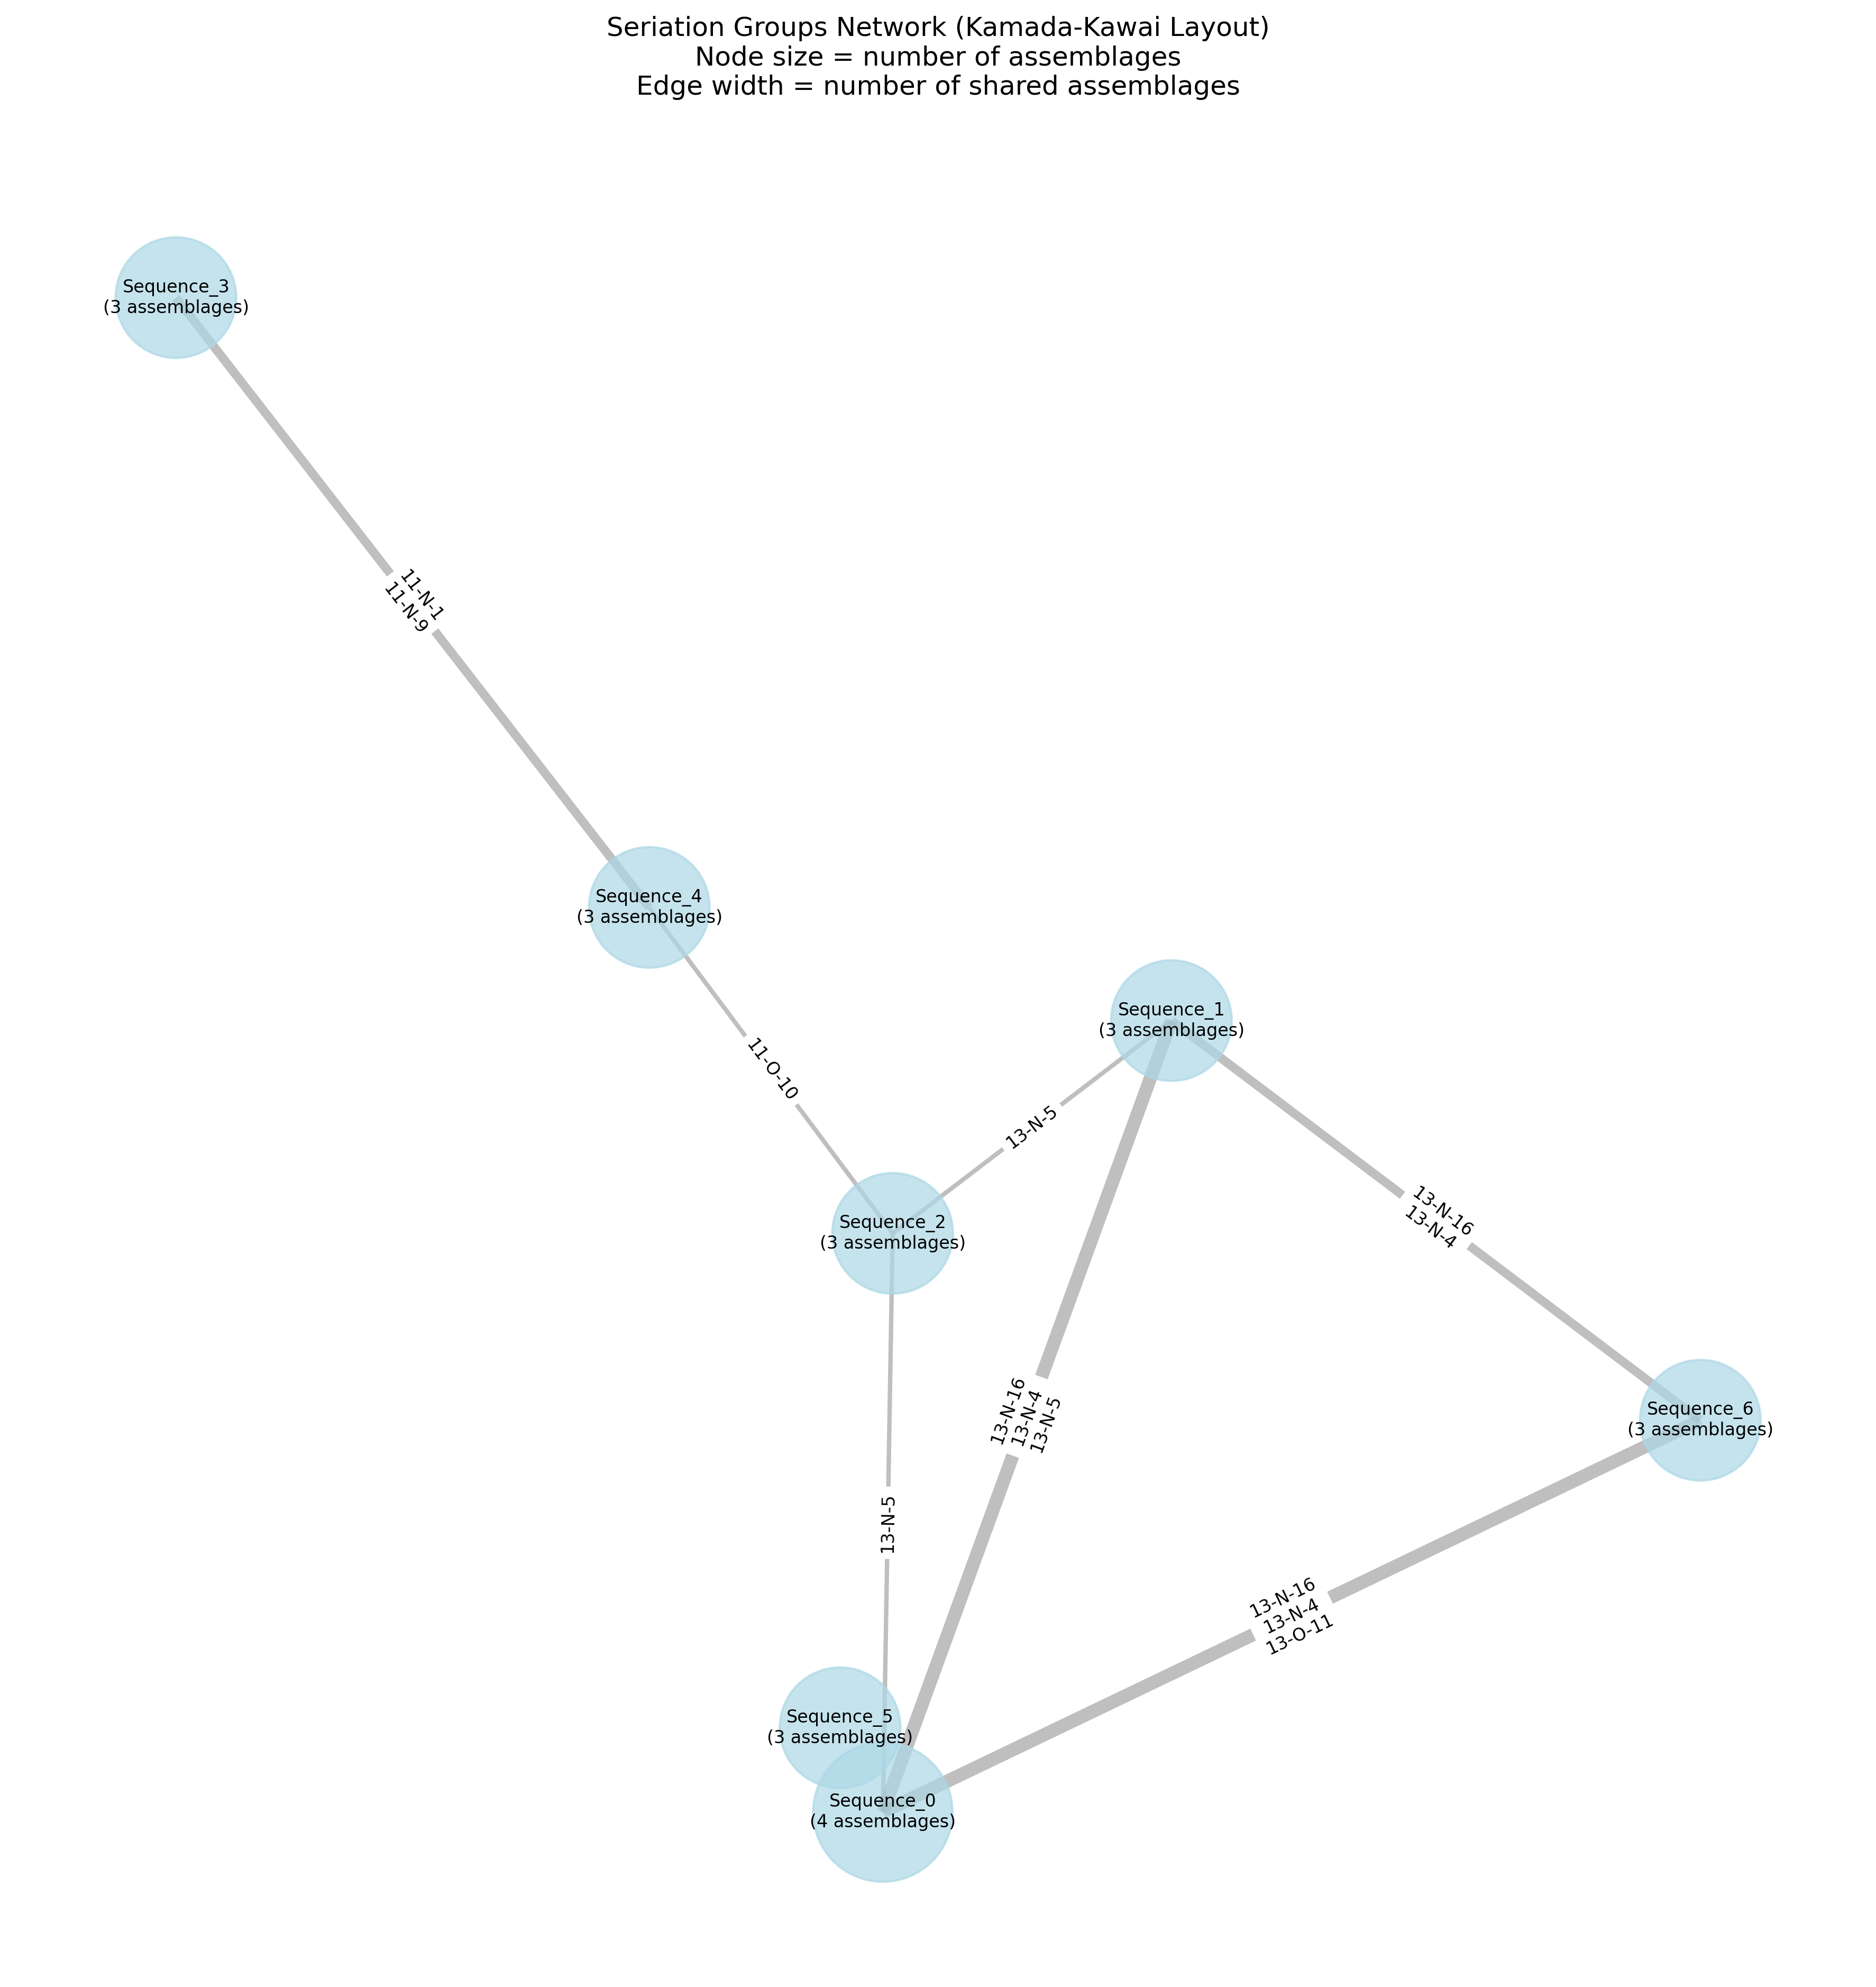 Seriation Groups Network (Kamada-Kawai Layout)
Node size = number of assemblages
Edge width = number of shared assemblages
Sequence_3
(3 assemblages)
11-N-1
11-N-9
Sequence_4
(3 assemblages)
11-O-10
Sequence_1
(3 assemblages)
13-N-5
Sequence_2
(3 assemblages)
13-N-16
13-N-4
13-N-16
13-N-4
13-N-5
Sequence_6
(3 assemblages)
13-N-5
13-N-16
13-N-4
13-O-11
Sequence_5
(3 assemblages)
Sequence_0
(4 assemblages)